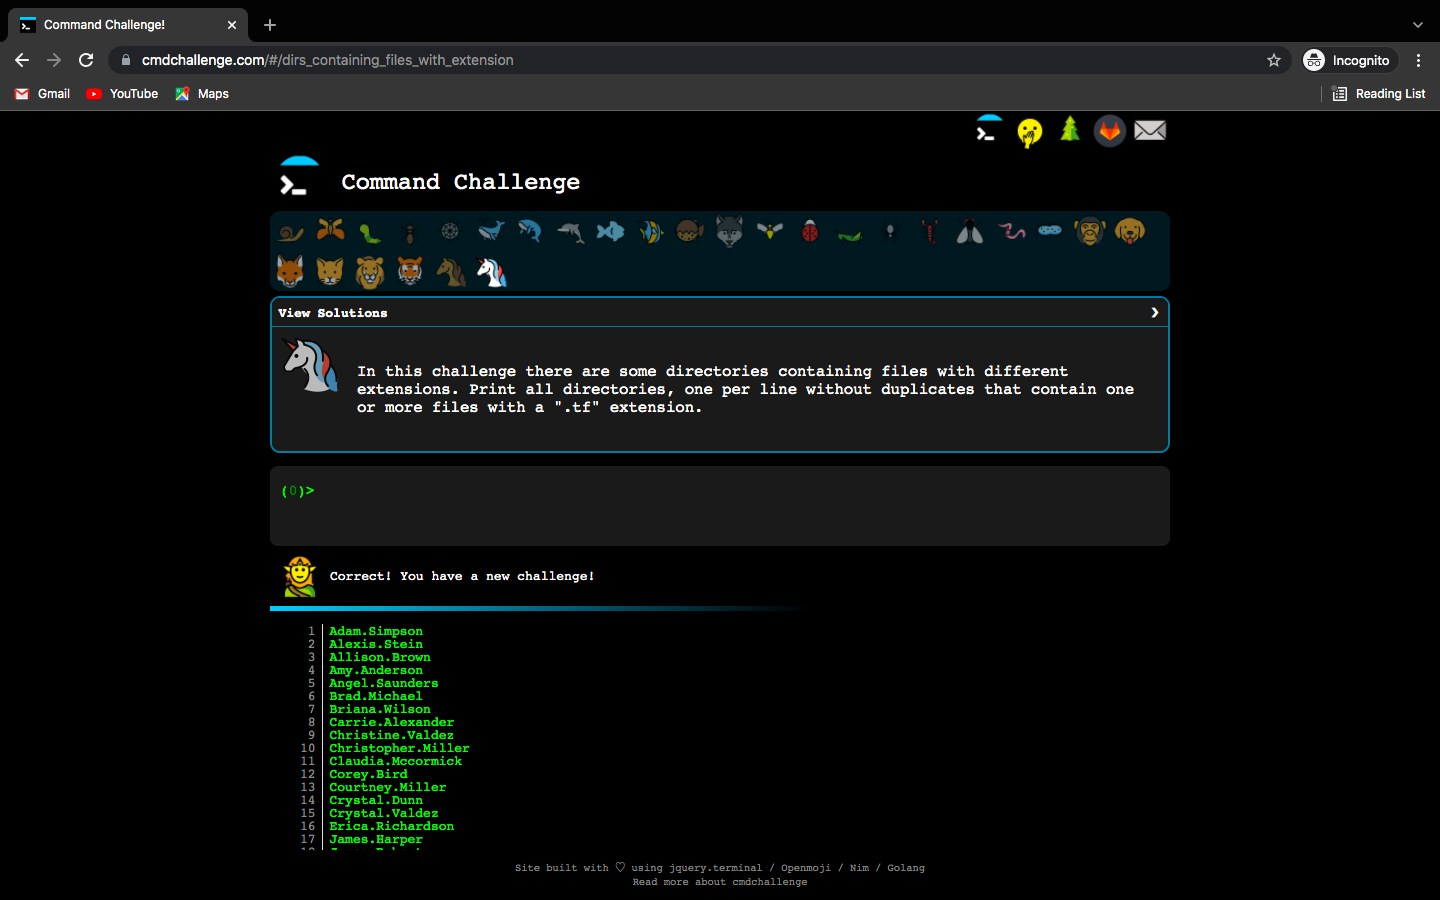 Command Challenge!
cmdchallenge.com/#/dirs_containing_files_with_extension
Incognito
Gmail
YouTube
Maps
Reading List
Command Challenge
View Solutions
In this challenge there are some directories containing files with different
extensions. Print all directories, one per line without duplicates that contain one
or more files with a ".tf" extension.
(0)>
Correct! You have a new challenge!
1 Adam.Simpson
2 Alexis.Stein
3 Allison.Brown
4 Amy.Anderson
5 Angel.Saunders
6 Brad.Michael
7 Briana.Wilson
8 Carrie.Alexander
9 Christine.Valdez
10 Christopher.Miller
11 Claudia.Mccormick
12 Corey.Bird
13 Courtney.Miller
14 Crystal.Dunn
15 Crystal.Valdez
16 Erica.Richardson
17 James.Harper
Site built with ♡ using jquery.terminal / Openmoji / Nim / Golang
Read more about cmdchallenge